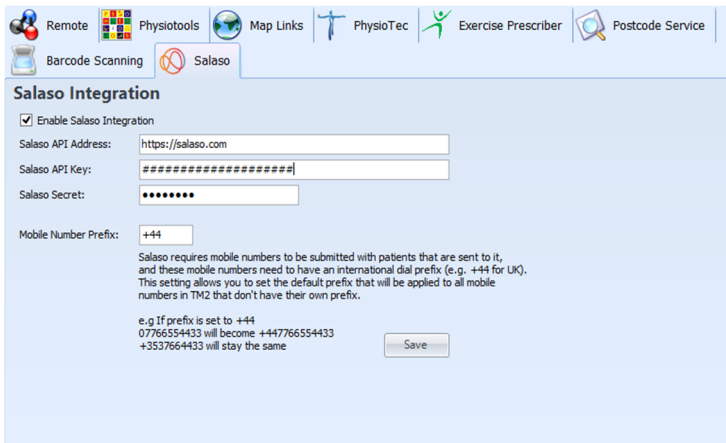 Remote Physiotools Map Links PhysioTec Exercise Prescriber Postcode Service
Barcode Scanning Salaso
Salaso Integration
Enable Salaso Integration
Salaso API Address: https://salaso.com
Salaso API Key: ####################
Salaso Secret: ••••••••
Mobile Number Prefix: +44
Salaso requires mobile numbers to be submitted with patients that are sent to it,
and these mobile numbers need to have an international dial prefix (e.g. +44 for UK).
This setting allows you to set the default prefix that will be applied to all mobile
numbers in TM2 that don't have their own prefix.
e.g If prefix is set to +44
07766554433 will become +447766554433
+3537664433 will stay the same
Save